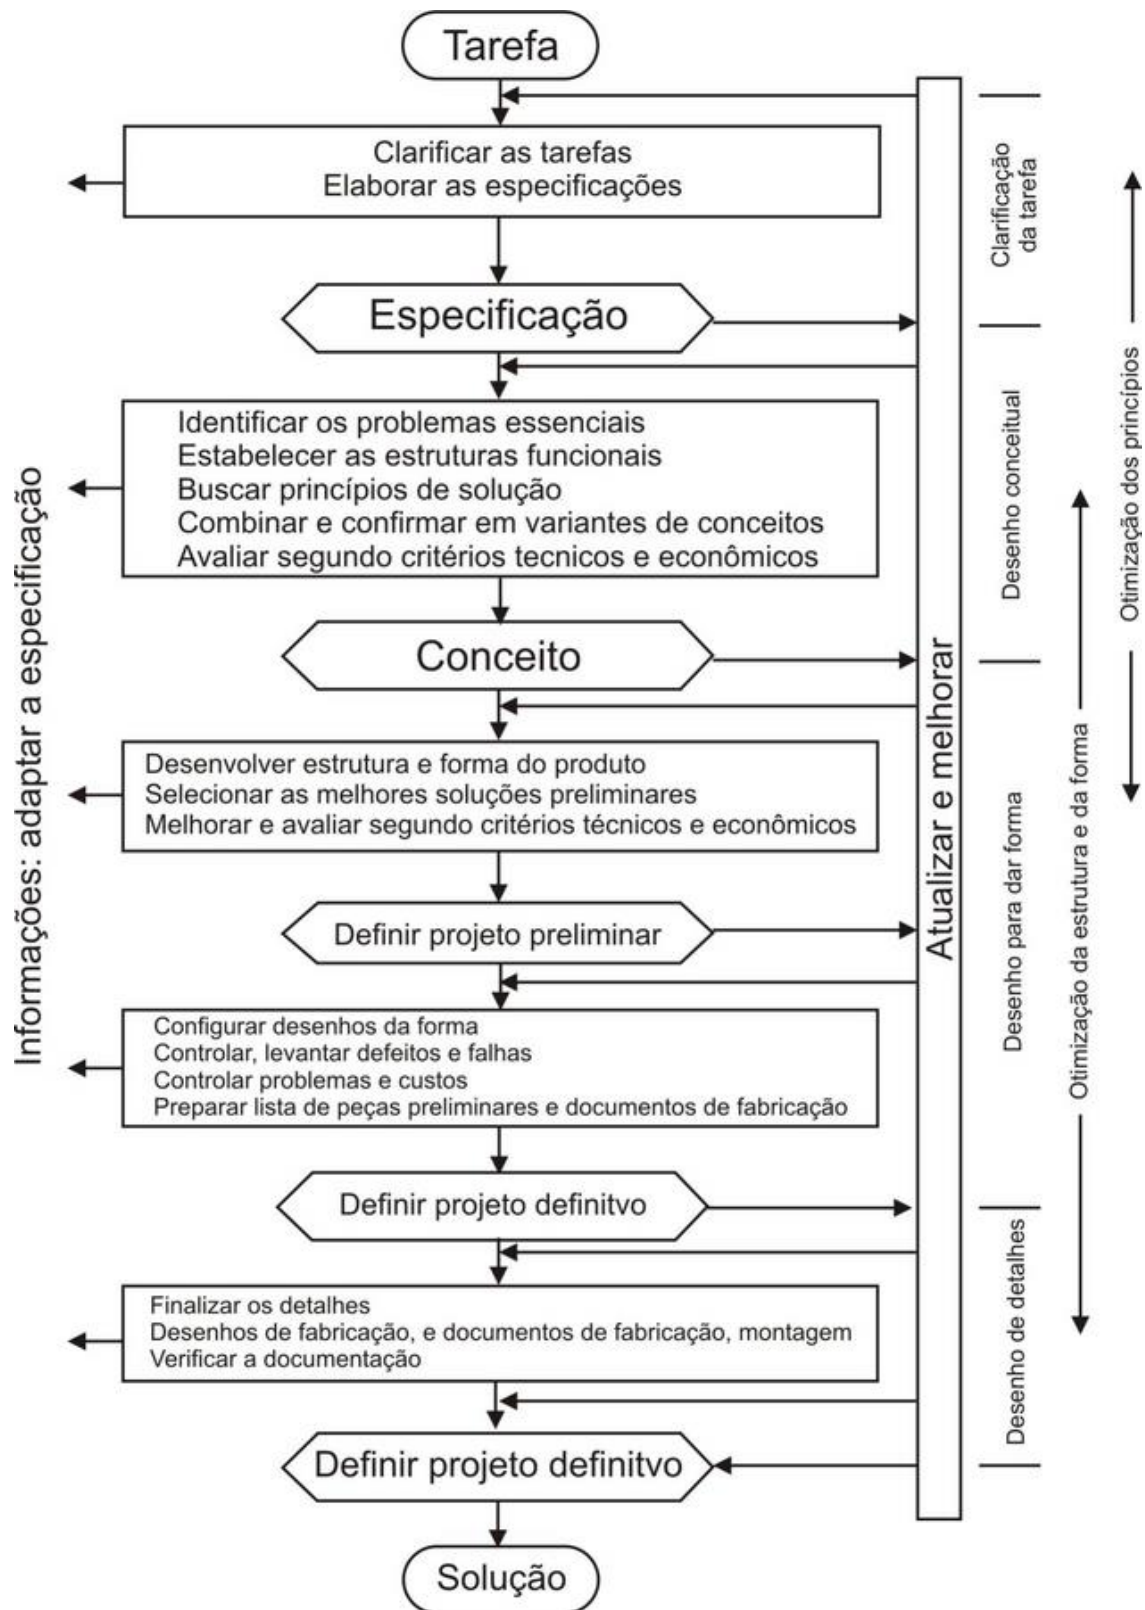 Tarefa
Clarificar as tarefas
Elaborar as especificações
Especificação
Identificar os problemas essenciais
Estabelecer as estruturas funcionais
Buscar princípios de solução
Combinar e confirmar em variantes de conceitos
Avaliar segundo critérios tecnicos e econômicos
Conceito
Desenvolver estrutura e forma do produto
Selecionar as melhores soluções preliminares
Melhorar e avaliar segundo critérios técnicos e econômicos
Definir projeto preliminar
Configurar desenhos da forma
Controlar, levantar defeitos e falhas
Controlar problemas e custos
Preparar lista de peças preliminares e documentos de fabricação
Definir projeto definitvo
Finalizar os detalhes
Desenhos de fabricação, e documentos de fabricação, montagem
Verificar a documentação
Definir projeto definitvo
Solução
Informações: adaptar a especificação
Atualizar e melhorar
Clarificação
da tarefa
Desenho conceitual
Desenho para dar forma
Desenho de detalhes
Otimização da estrutura e da forma
Otimização dos princípios